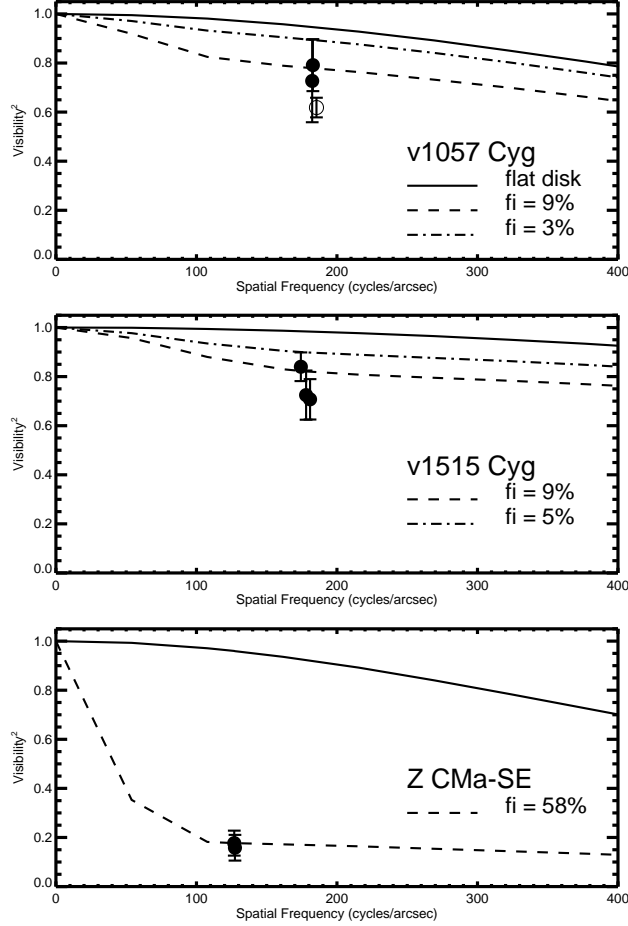 1.0
0.8
0.6
0.4
0.2
0.0
Visibility²
v1057 Cyg
flat disk
fi = 9%
fi = 3%
0 100 200 300 400
Spatial Frequency (cycles/arcsec)
1.0
0.8
0.6
0.4
0.2
0.0
Visibility²
v1515 Cyg
fi = 9%
fi = 5%
0 100 200 300 400
Spatial Frequency (cycles/arcsec)
1.0
0.8
0.6
0.4
0.2
0.0
Visibility²
Z CMa-SE
fi = 58%
0 100 200 300 400
Spatial Frequency (cycles/arcsec)